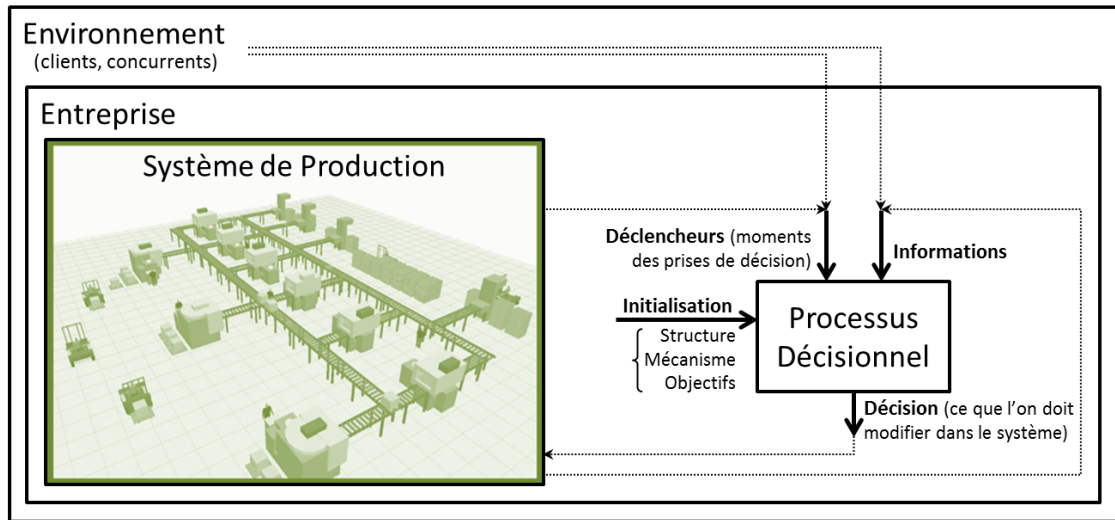 Environnement
(clients, concurrents)
Entreprise
Système de Production
Déclencheurs (moments
des prises de décision)
Informations
Initialisation
Structure
Mécanisme
Objectifs
Processus
Décisionnel
Décision (ce que l'on doit
modifier dans le système)